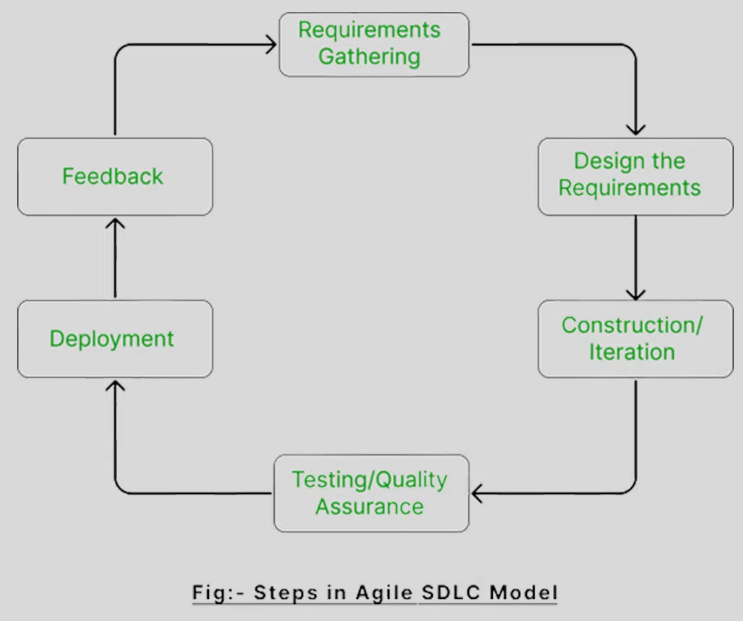 Requirements
Gathering
Design the
Requirements
Construction/
Iteration
Testing/Quality
Assurance
Deployment
Feedback
Fig:- Steps in Agile SDLC Model